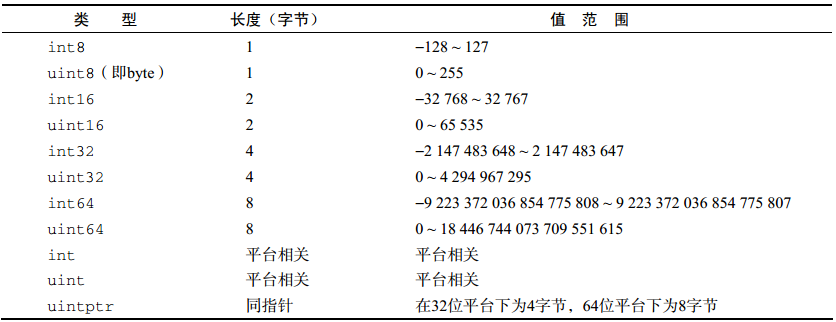 类 型 长度（字节） 值 范 围
int8 1 −128 ~ 127
uint8（即byte） 1 0 ~ 255
int16 2 −32 768 ~ 32 767
uint16 2 0 ~ 65 535
int32 4 −2 147 483 648 ~ 2 147 483 647
uint32 4 0 ~ 4 294 967 295
int64 8 −9 223 372 036 854 775 808 ~ 9 223 372 036 854 775 807
uint64 8 0 ~ 18 446 744 073 709 551 615
int 平台相关 平台相关
uint 平台相关 平台相关
uintptr 同指针 在32位平台下为4字节，64位平台下为8字节